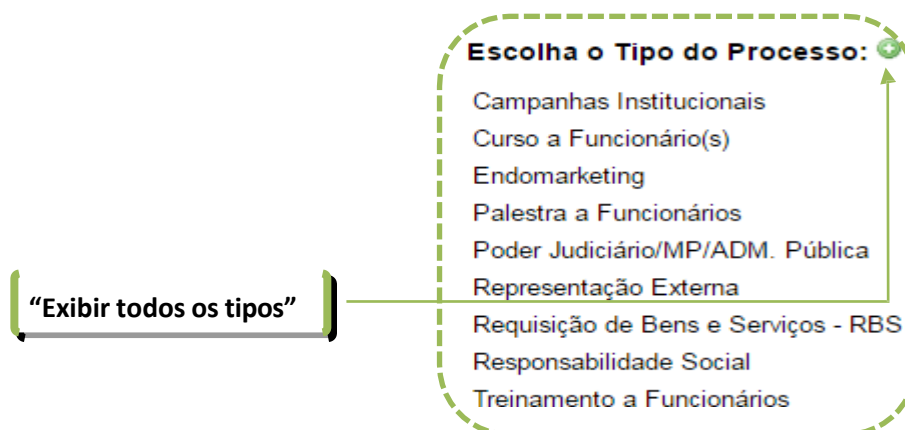 Escolha o Tipo do Processo:
Campanhas Institucionais
Curso a Funcionário(s)
Endomarketing
Palestra a Funcionários
Poder Judiciário/MP/ADM. Pública
Representação Externa
“Exibir todos os tipos”
Requisição de Bens e Serviços - RBS
Responsabilidade Social
Treinamento a Funcionários